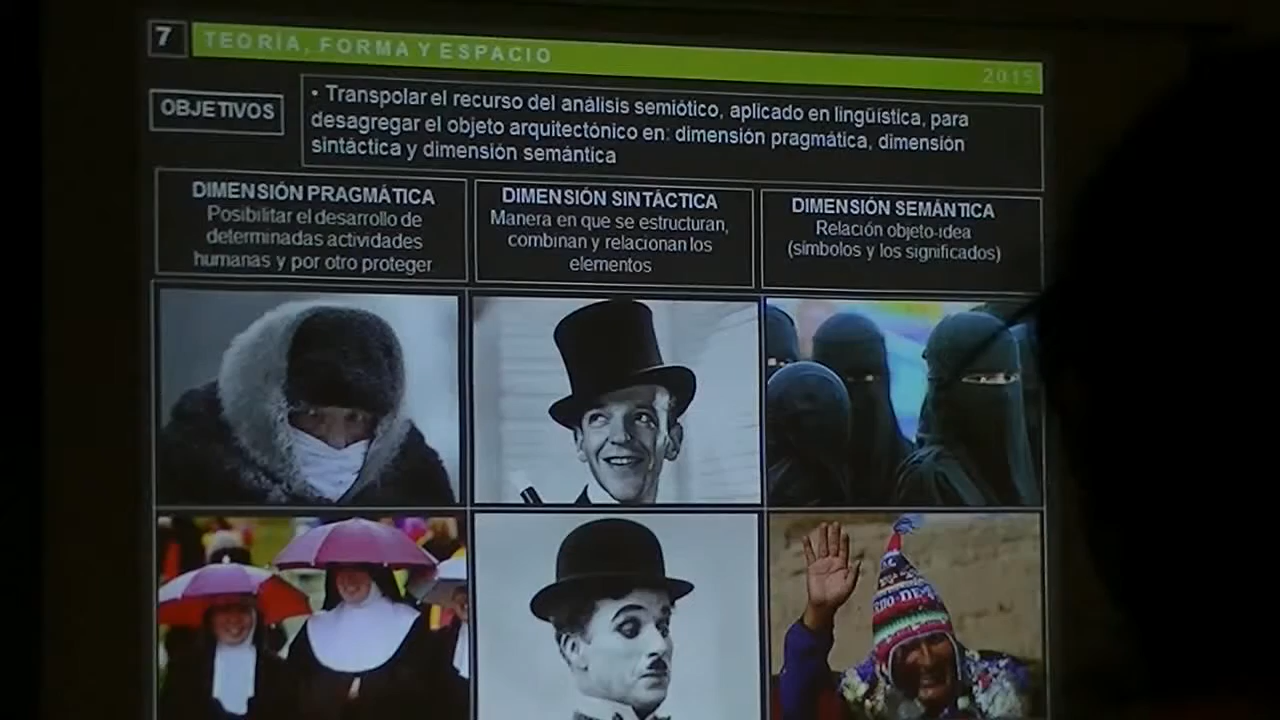 7
TEORÍA, FORMA Y ESPACIO
2015
OBJETIVOS
• Transpolar el recurso del análisis semiótico, aplicado en lingüística, para
desagregar el objeto arquitectónico en: dimensión pragmática, dimensión
sintáctica y dimensión semántica
DIMENSIÓN PRAGMÁTICA
Posibilitar el desarrollo de
determinadas actividades
humanas y por otro proteger
DIMENSIÓN SINTÁCTICA
Manera en que se estructuran,
combinan y relacionan los
elementos
DIMENSIÓN SEMÁNTICA
Relación objeto-idea
(símbolos y los significados)